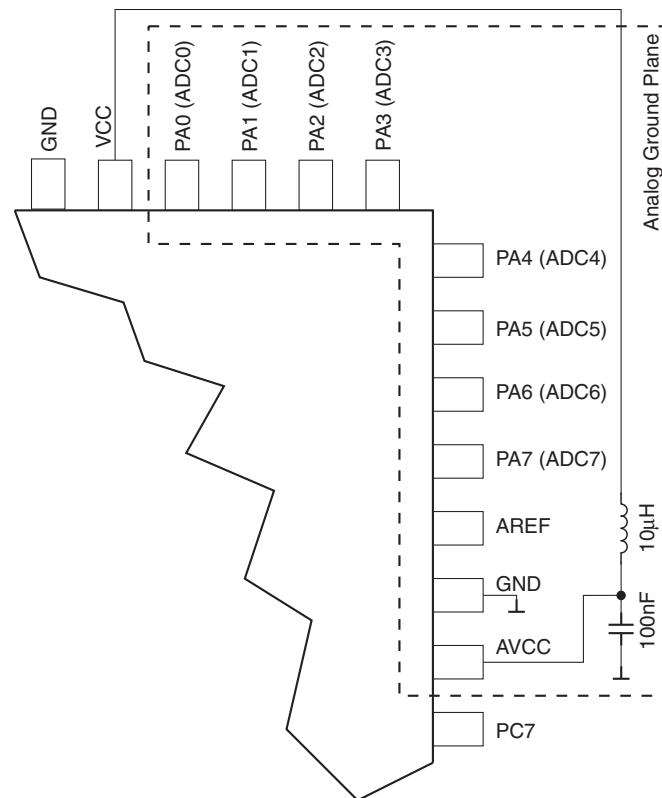 GND
VCC
PA0 (ADC0)
PA1 (ADC1)
PA2 (ADC2)
PA3 (ADC3)
Analog Ground Plane
PA4 (ADC4)
PA5 (ADC5)
PA6 (ADC6)
PA7 (ADC7)
AREF
10μH
GND
AVCC
100nF
PC7